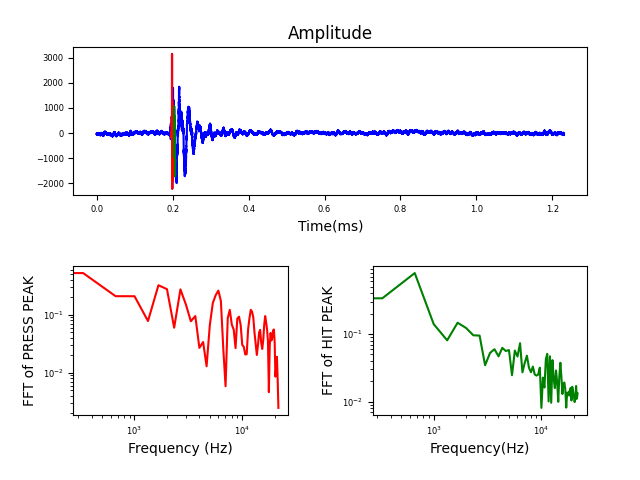 Amplitude
3000
2000
1000
0
−1000
−2000
0.0 0.2 0.4 0.6 0.8 1.0 1.2
Time(ms)
FFT of PRESS PEAK
10⁻¹
10⁻²
10³ 10⁴
Frequency (Hz)
FFT of HIT PEAK
10⁻¹
10⁻²
10³ 10⁴
Frequency(Hz)